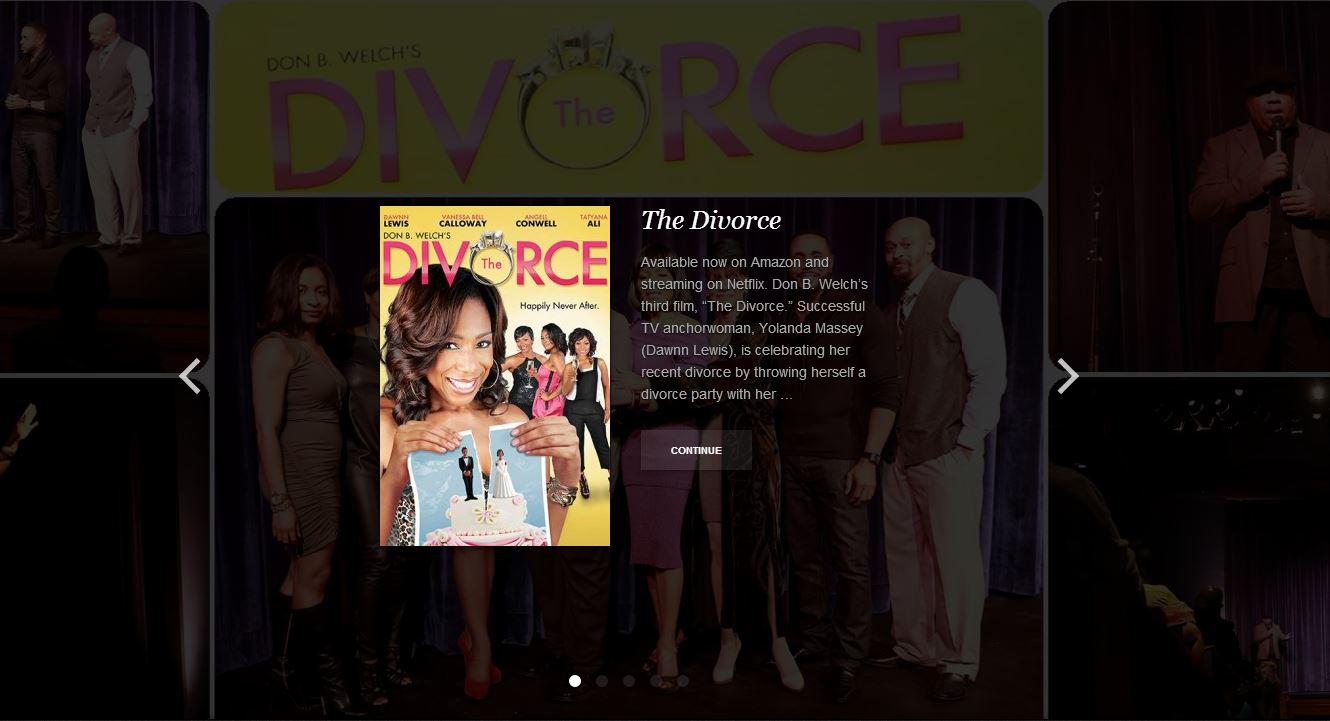 DON B. WELCH'S
DIVORCE
The
DAWNN LEWIS
VANESSA BELL CALLOWAY
ANGELL CONWELL
TATYANA ALI
DON B. WELCH'S
DIVORCE
The
Happily Never After.
The Divorce
Available now on Amazon and
streaming on Netflix. Don B. Welch's
third film, “The Divorce.” Successful
TV anchorwoman, Yolanda Massey
(Dawnn Lewis), is celebrating her
recent divorce by throwing herself a
divorce party with her ...
CONTINUE